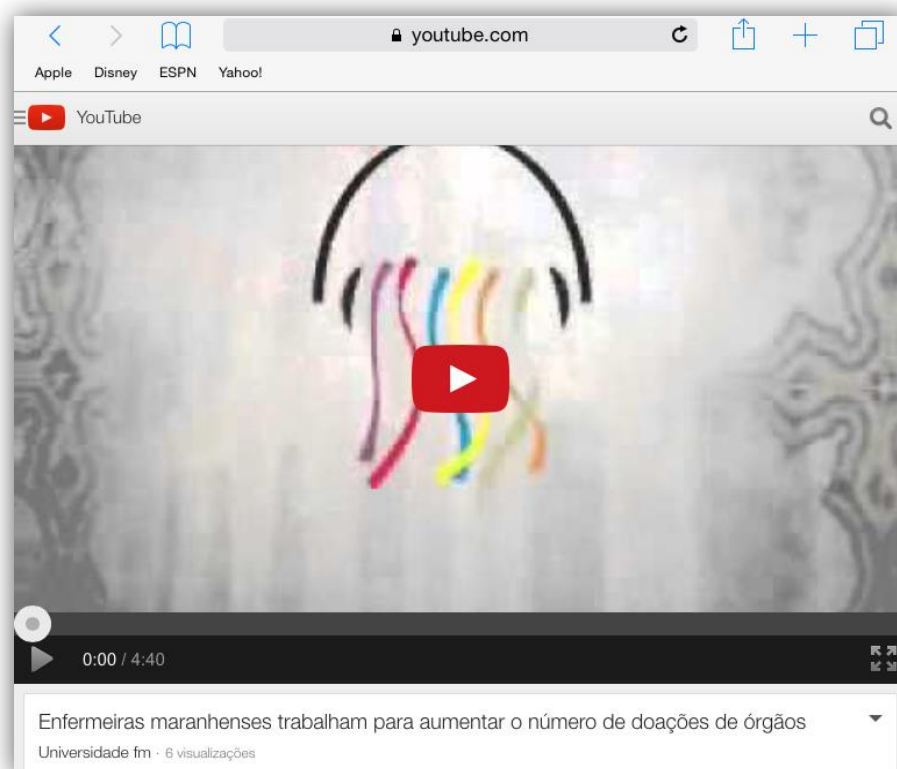 youtube.com
Apple Disney ESPN Yahoo!
YouTube
0:00 / 4:40
Enfermeiras maranhenses trabalham para aumentar o número de doações de órgãos
Universidade fm · 6 visualizações